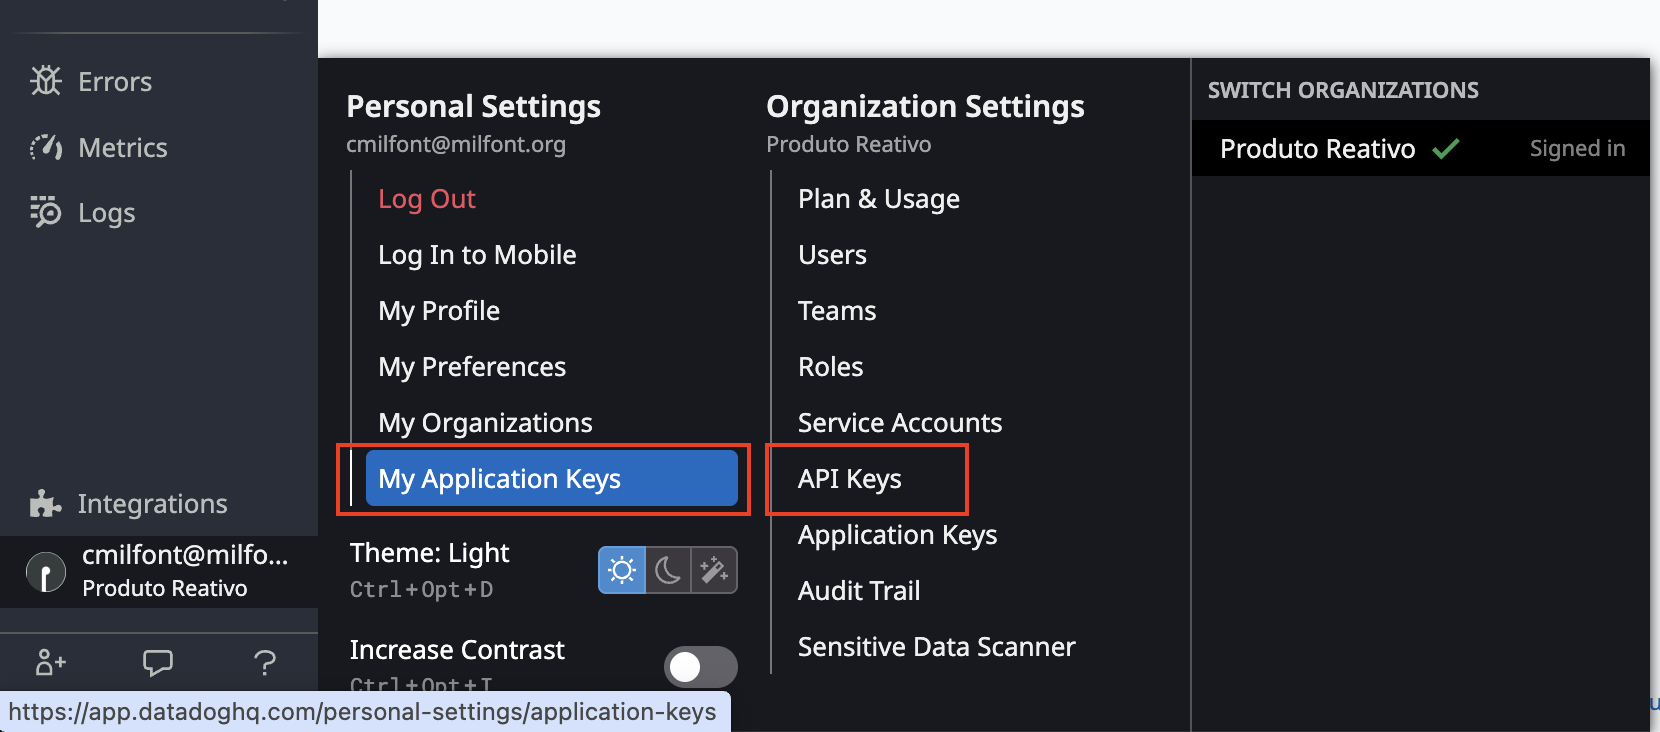 Errors
Metrics
Logs
Integrations
cmilfont@milfo...
Produto Reativo
Personal Settings
cmilfont@milfont.org
Log Out
Log In to Mobile
My Profile
My Preferences
My Organizations
My Application Keys
Theme: Light
Ctrl+Opt+D
Increase Contrast
Ctrl+Opt+I
Organization Settings
Produto Reativo
Plan & Usage
Users
Teams
Roles
Service Accounts
API Keys
Application Keys
Audit Trail
Sensitive Data Scanner
SWITCH ORGANIZATIONS
Produto Reativo Signed in
https://app.datadoghq.com/personal-settings/application-keys